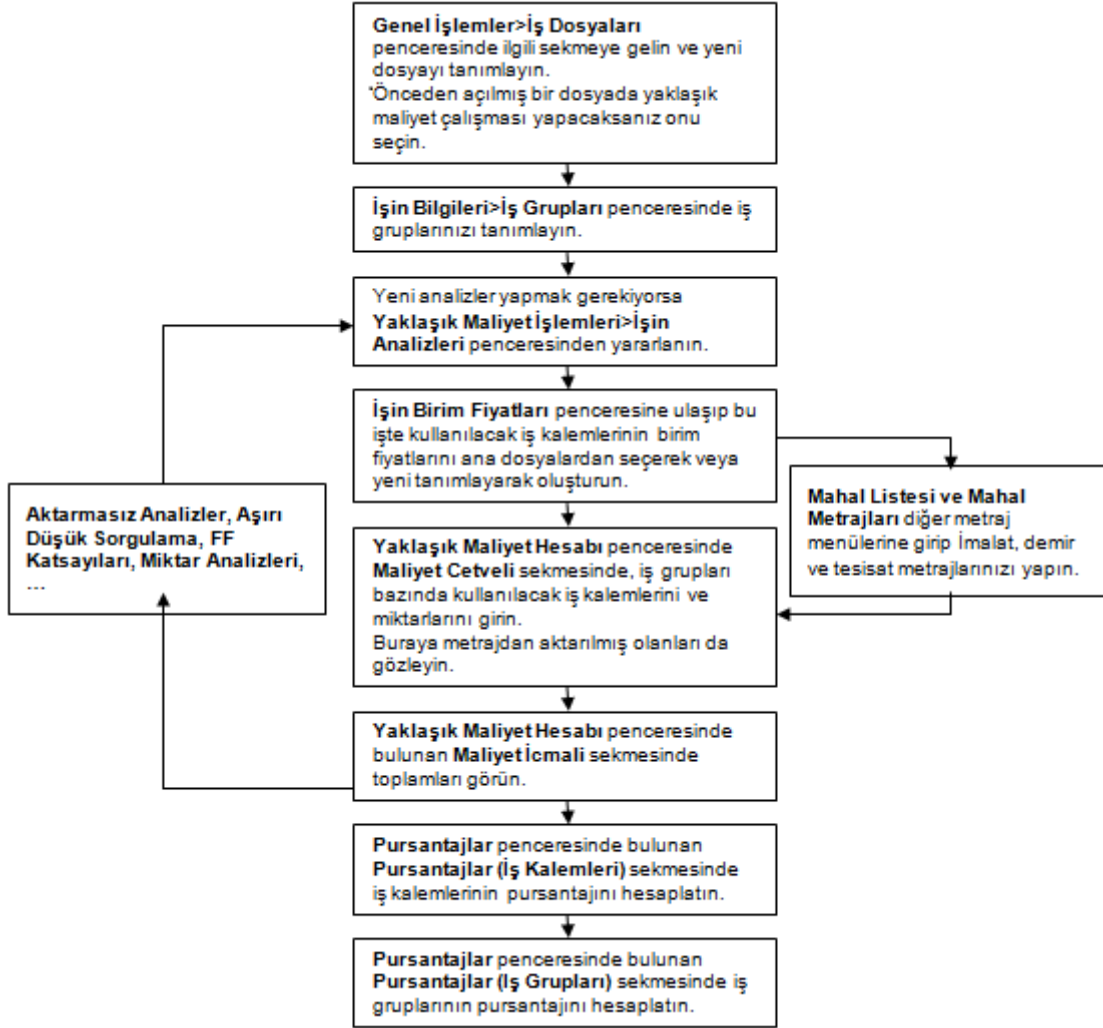 Genel İşlemler>İş Dosyaları
penceresinde ilgili sekmeye gelin ve yeni
dosyayı tanımlayın.
*Önceden açılmış bir dosyada yaklaşık
maliyet çalışması yapacaksanız onu
seçin.
İşin Bilgileri>İş Grupları penceresinde iş
gruplarınızı tanımlayın.
Yeni analizler yapmak gerekiyorsa
Yaklaşık Maliyet İşlemleri>İşin
Analizleri penceresinden yararlanın.
İşin Birim Fiyatları penceresine ulaşıp bu
işte kullanılacak iş kalemlerinin birim
fiyatlarını ana dosyalardan seçerek veya
yeni tanımlayarak oluşturun.
Mahal Listesi ve Mahal
Metrajları diğer metraj
menülerine girip İmalat, demir
ve tesisat metrajlarınızı yapın.
Aktarmasız Analizler, Aşırı
Düşük Sorgulama, FF
Katsayıları, Miktar Analizleri,
...
Yaklaşık Maliyet Hesabı penceresinde
Maliyet Cetveli sekmesinde, iş grupları
bazında kullanılacak iş kalemlerini ve
miktarlarını girin.
Buraya metrajdan aktarılmış olanları da
gözleyin.
Yaklaşık Maliyet Hesabı penceresinde
bulunan Maliyet İcmali sekmesinde
toplamları görün.
Pursantajlar penceresinde bulunan
Pursantajlar (İş Kalemleri) sekmesinde
iş kalemlerinin pursantajını hesaplatın.
Pursantajlar penceresinde bulunan
Pursantajlar (Iş Grupları) sekmesinde iş
gruplarının pursantajını hesaplatın.